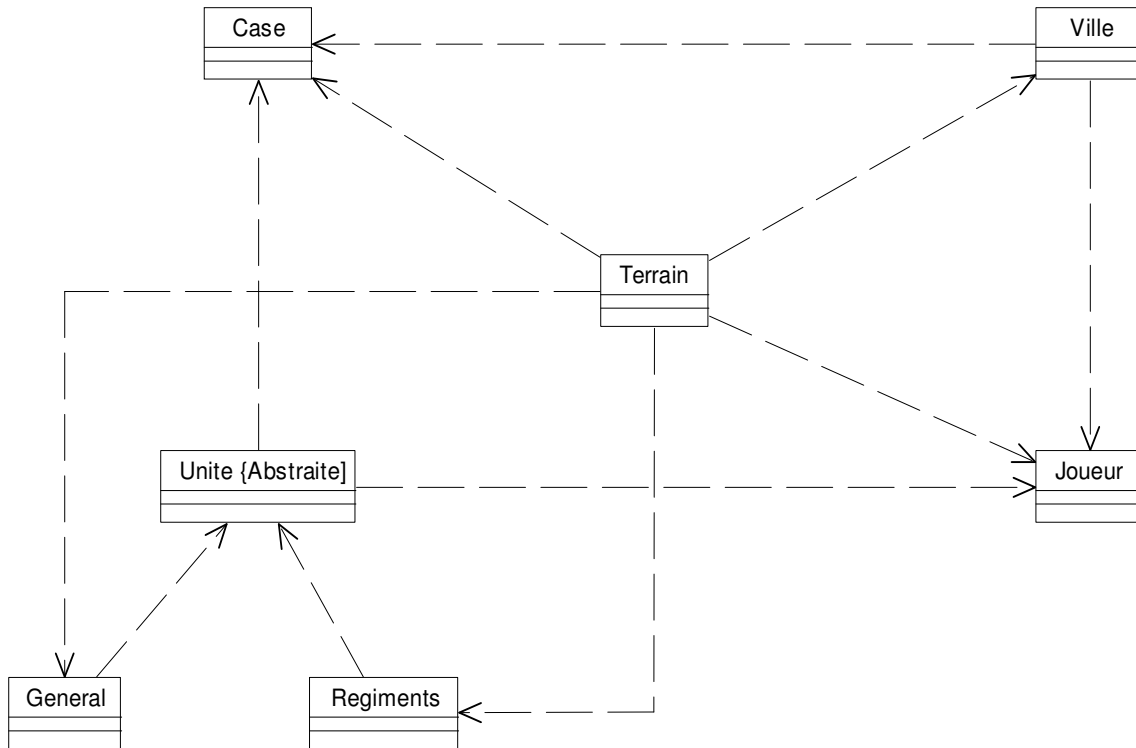 Case
Ville
Terrain
Unite {Abstraite]
Joueur
General
Regiments